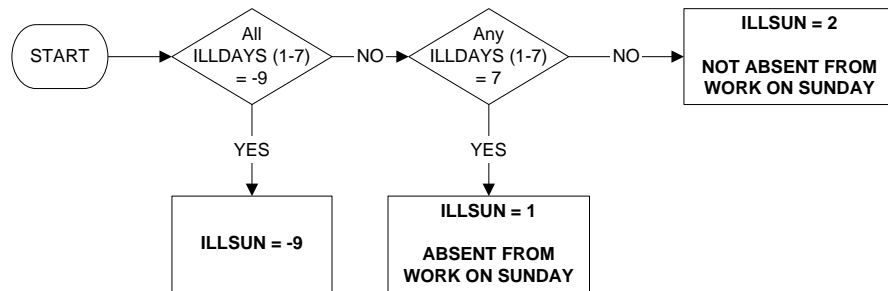 START
All
ILLDAYS (1-7)
= -9
NO
Any
ILLDAYS (1-7)
= 7
NO
ILLSUN = 2
NOT ABSENT FROM
WORK ON SUNDAY
YES
YES
ILLSUN = -9
ILLSUN = 1
ABSENT FROM
WORK ON SUNDAY